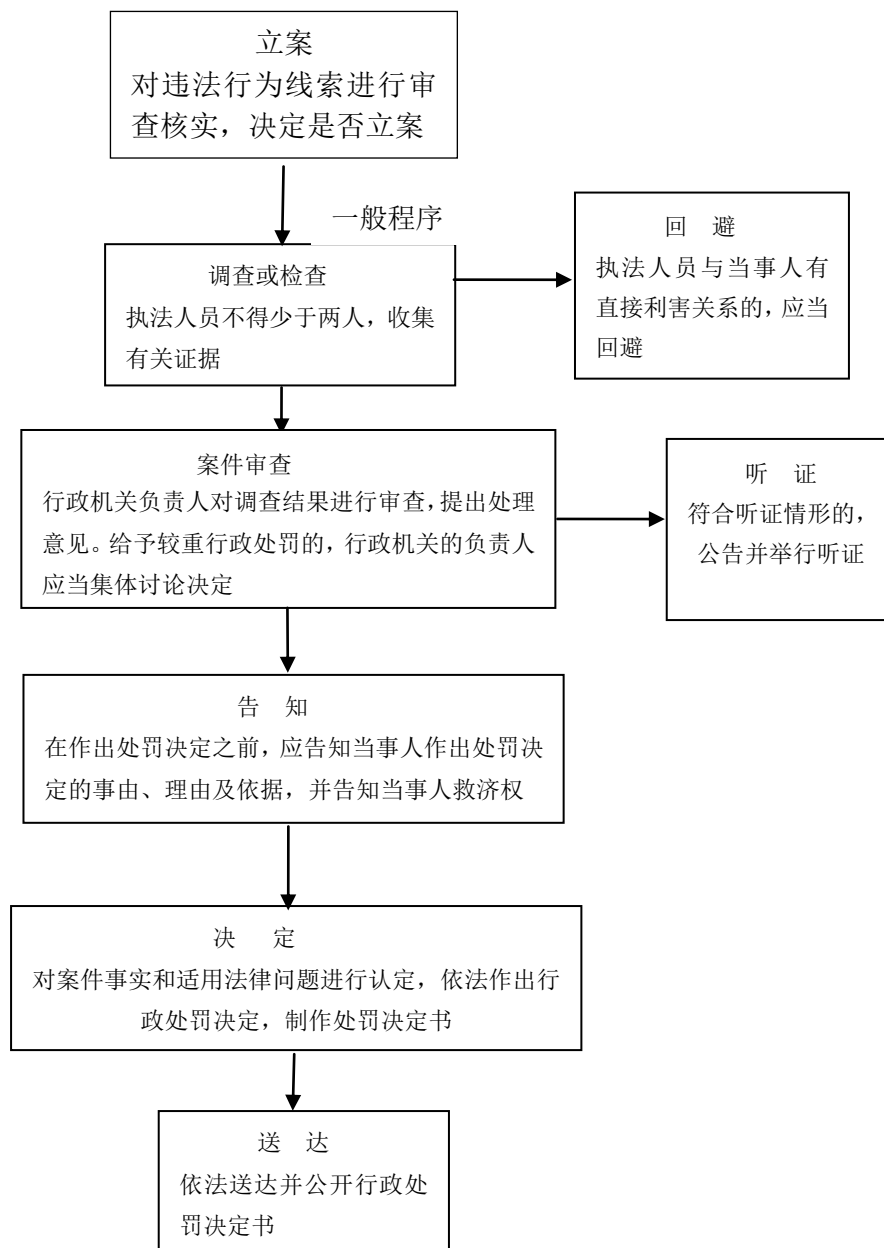 立案
对违法行为线索进行审
查核实，决定是否立案
一般程序
调查或检查
执法人员不得少于两人，收集
有关证据
回 避
执法人员与当事人有
直接利害关系的，应当
回避
案件审查
行政机关负责人对调查结果进行审查，提出处理
意见。给予较重行政处罚的，行政机关的负责人
应当集体讨论决定
听 证
符合听证情形的，
公告并举行听证
告 知
在作出处罚决定之前，应告知当事人作出处罚决
定的事由、理由及依据，并告知当事人救济权
决 定
对案件事实和适用法律问题进行认定，依法作出行
政处罚决定，制作处罚决定书
送 达
依法送达并公开行政处
罚决定书